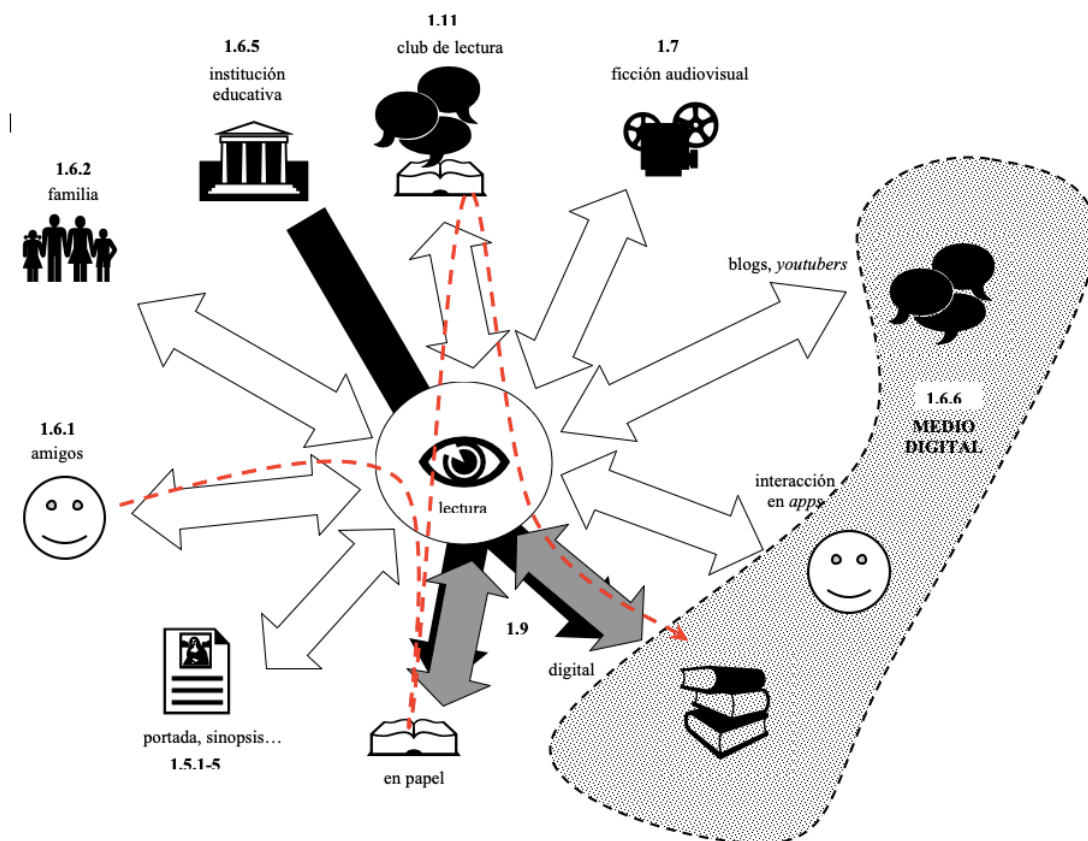 1.11
club de lectura
1.6.5
institución
educativa
1.7
ficción audiovisual
1.6.2
familia
blogs, youtubers
1.6.6
MEDIO
DIGITAL
1.6.1
amigos
interacción
en apps
lectura
1.9
digital
portada, sinopsis…
1.5.1-5
en papel